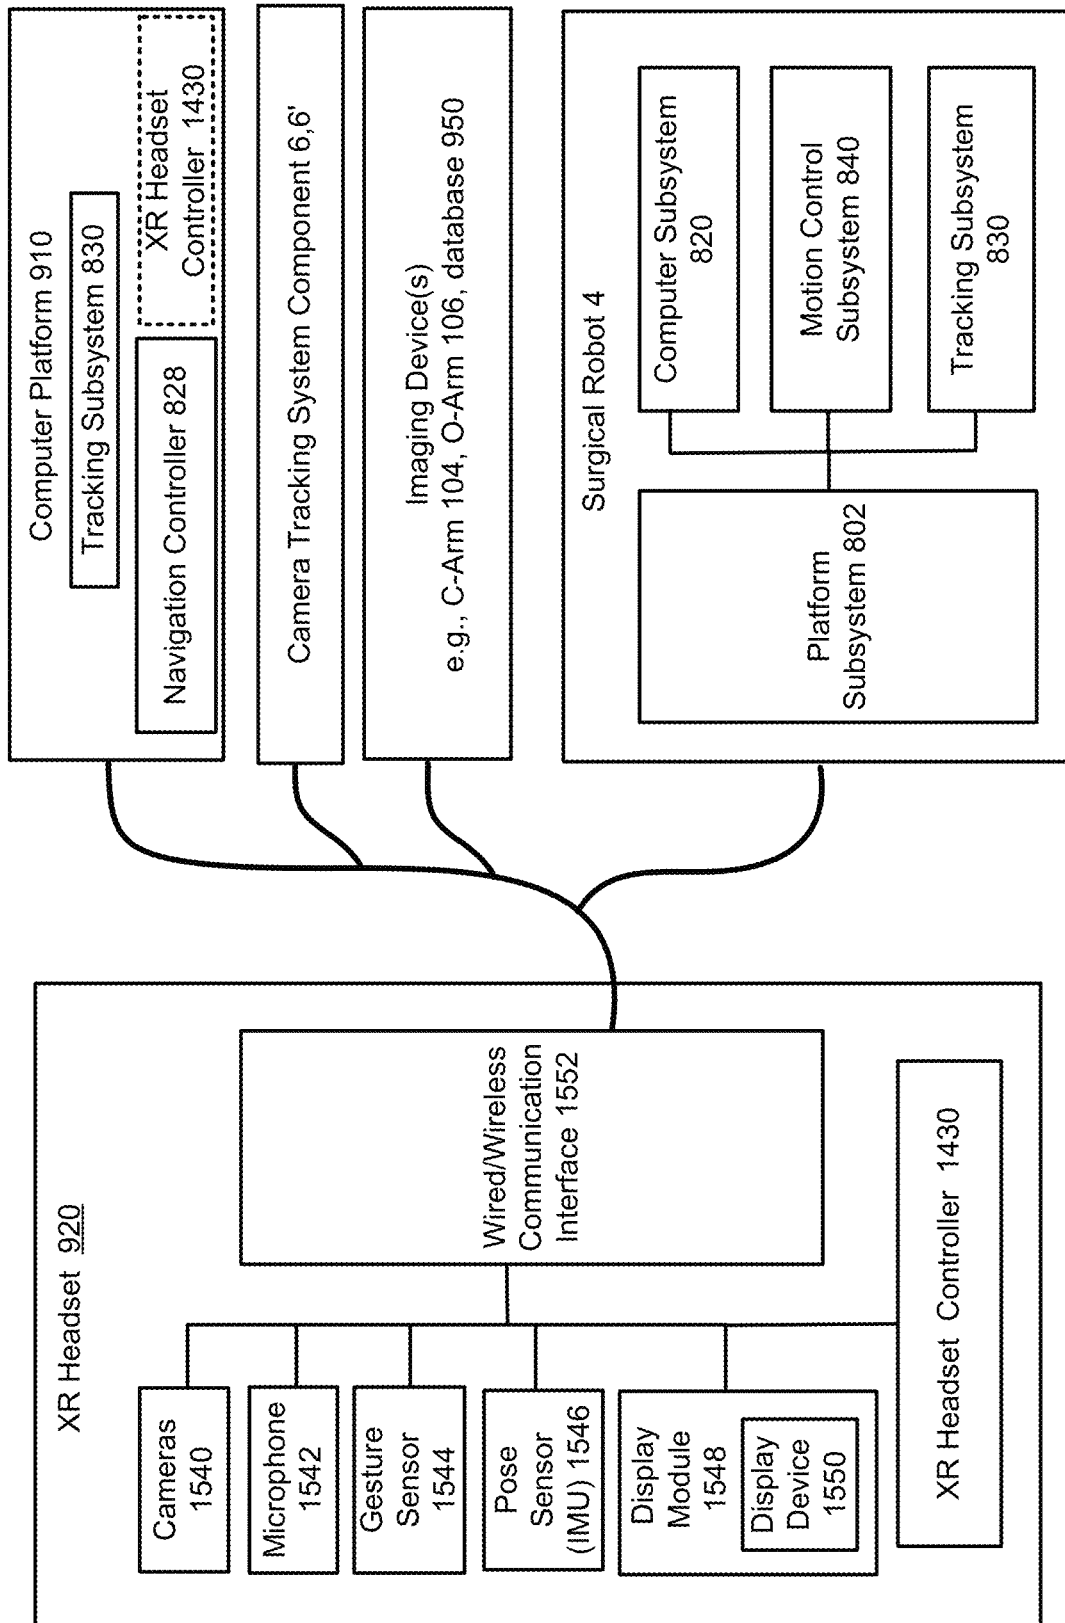 XR Headset 920
Cameras
1540
Microphone
1542
Gesture
Sensor
1544
Pose
Sensor
(IMU) 1546
Display
Module
1548
Display
Device
1550
Wired/Wireless
Communication
Interface 1552
XR Headset Controller 1430
Computer Platform 910
Tracking Subsystem 830
Navigation Controller 828
XR Headset
Controller 1430
Camera Tracking System Component 6,6'
Imaging Device(s)
e.g., C-Arm 104, O-Arm 106, database 950
Surgical Robot 4
Platform
Subsystem 802
Computer Subsystem
820
Motion Control
Subsystem 840
Tracking Subsystem
830